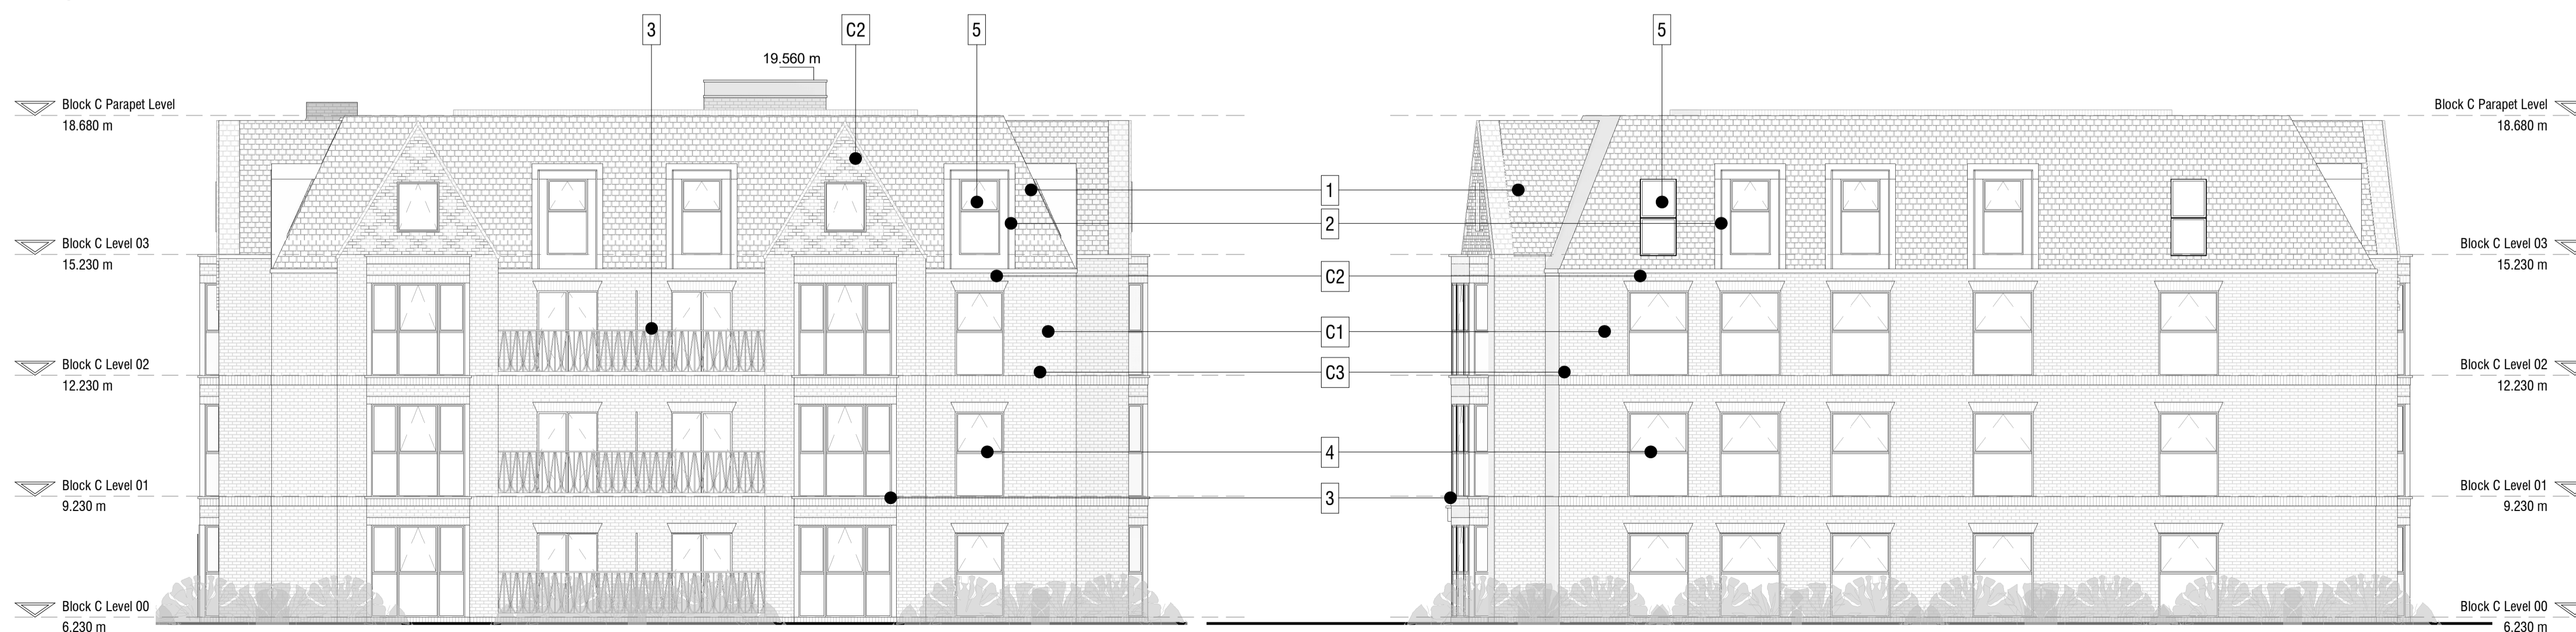 3
C2
5
5
19.560 m
Block C Parapet Level
18.680 m
Block C Parapet Level
18.680 m
1
2
Block C Level 03
15.230 m
Block C Level 03
15.230 m
C2
C1
Block C Level 02
12.230 m
C3
Block C Level 02
12.230 m
4
Block C Level 01
9.230 m
3
Block C Level 01
9.230 m
Block C Level 00
6.230 m
Block C Level 00
6.230 m